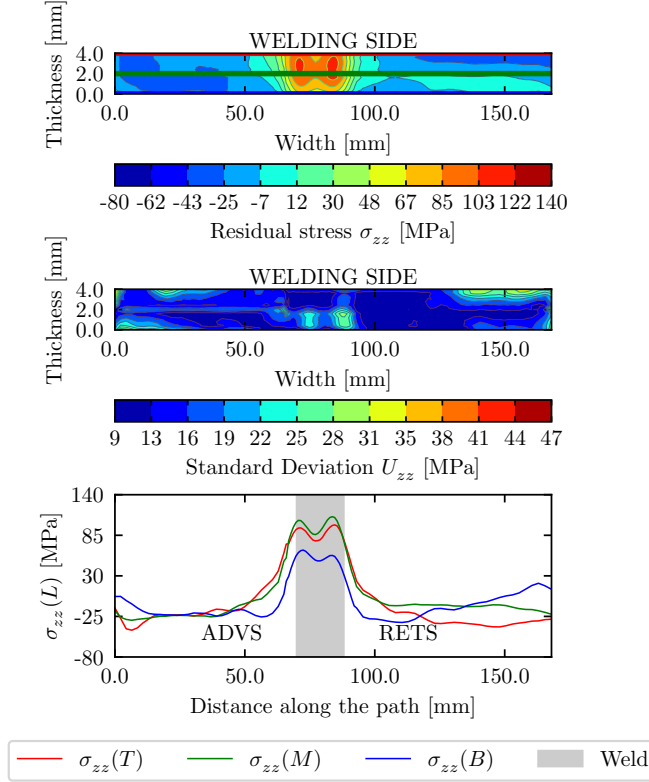 WELDING SIDE
Thickness [mm]
4.0
2.0
0.0
0.0 50.0 100.0 150.0
Width [mm]
-80 -62 -43 -25 -7 12 30 48 67 85 103 122 140
Residual stress σzz [MPa]
WELDING SIDE
Thickness [mm]
4.0
2.0
0.0
0.0 50.0 100.0 150.0
Width [mm]
9 13 16 19 22 25 28 31 35 38 41 44 47
Standard Deviation Uzz [MPa]
σzz(L) [MPa]
140
85
30
-25
-80
ADVS RETS
0.0 50.0 100.0 150.0
Distance along the path [mm]
σzz(T) σzz(M) σzz(B) Weld